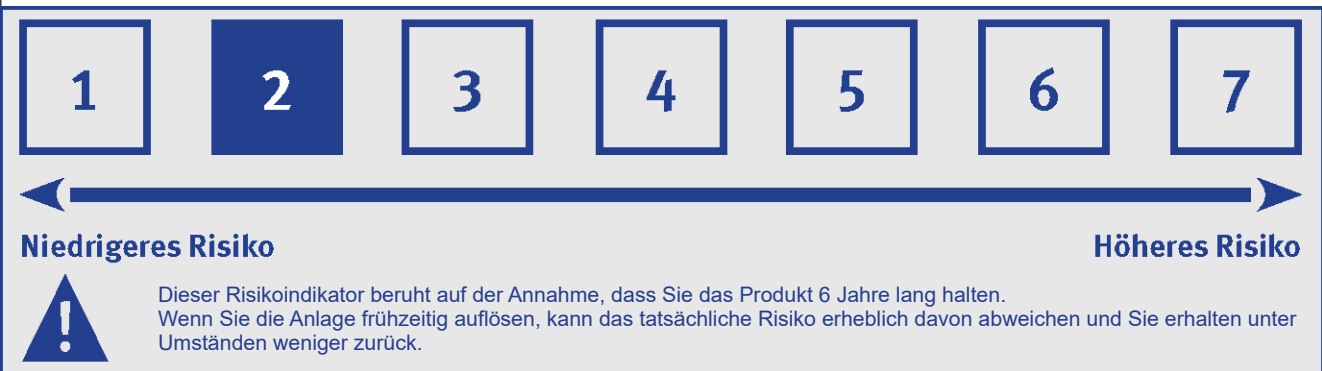 1 2 3 4 5 6 7
Niedrigeres Risiko Höheres Risiko
!
Dieser Risikoindikator beruht auf der Annahme, dass Sie das Produkt 6 Jahre lang halten.
Wenn Sie die Anlage frühzeitig auflösen, kann das tatsächliche Risiko erheblich davon abweichen und Sie erhalten unter
Umständen weniger zurück.